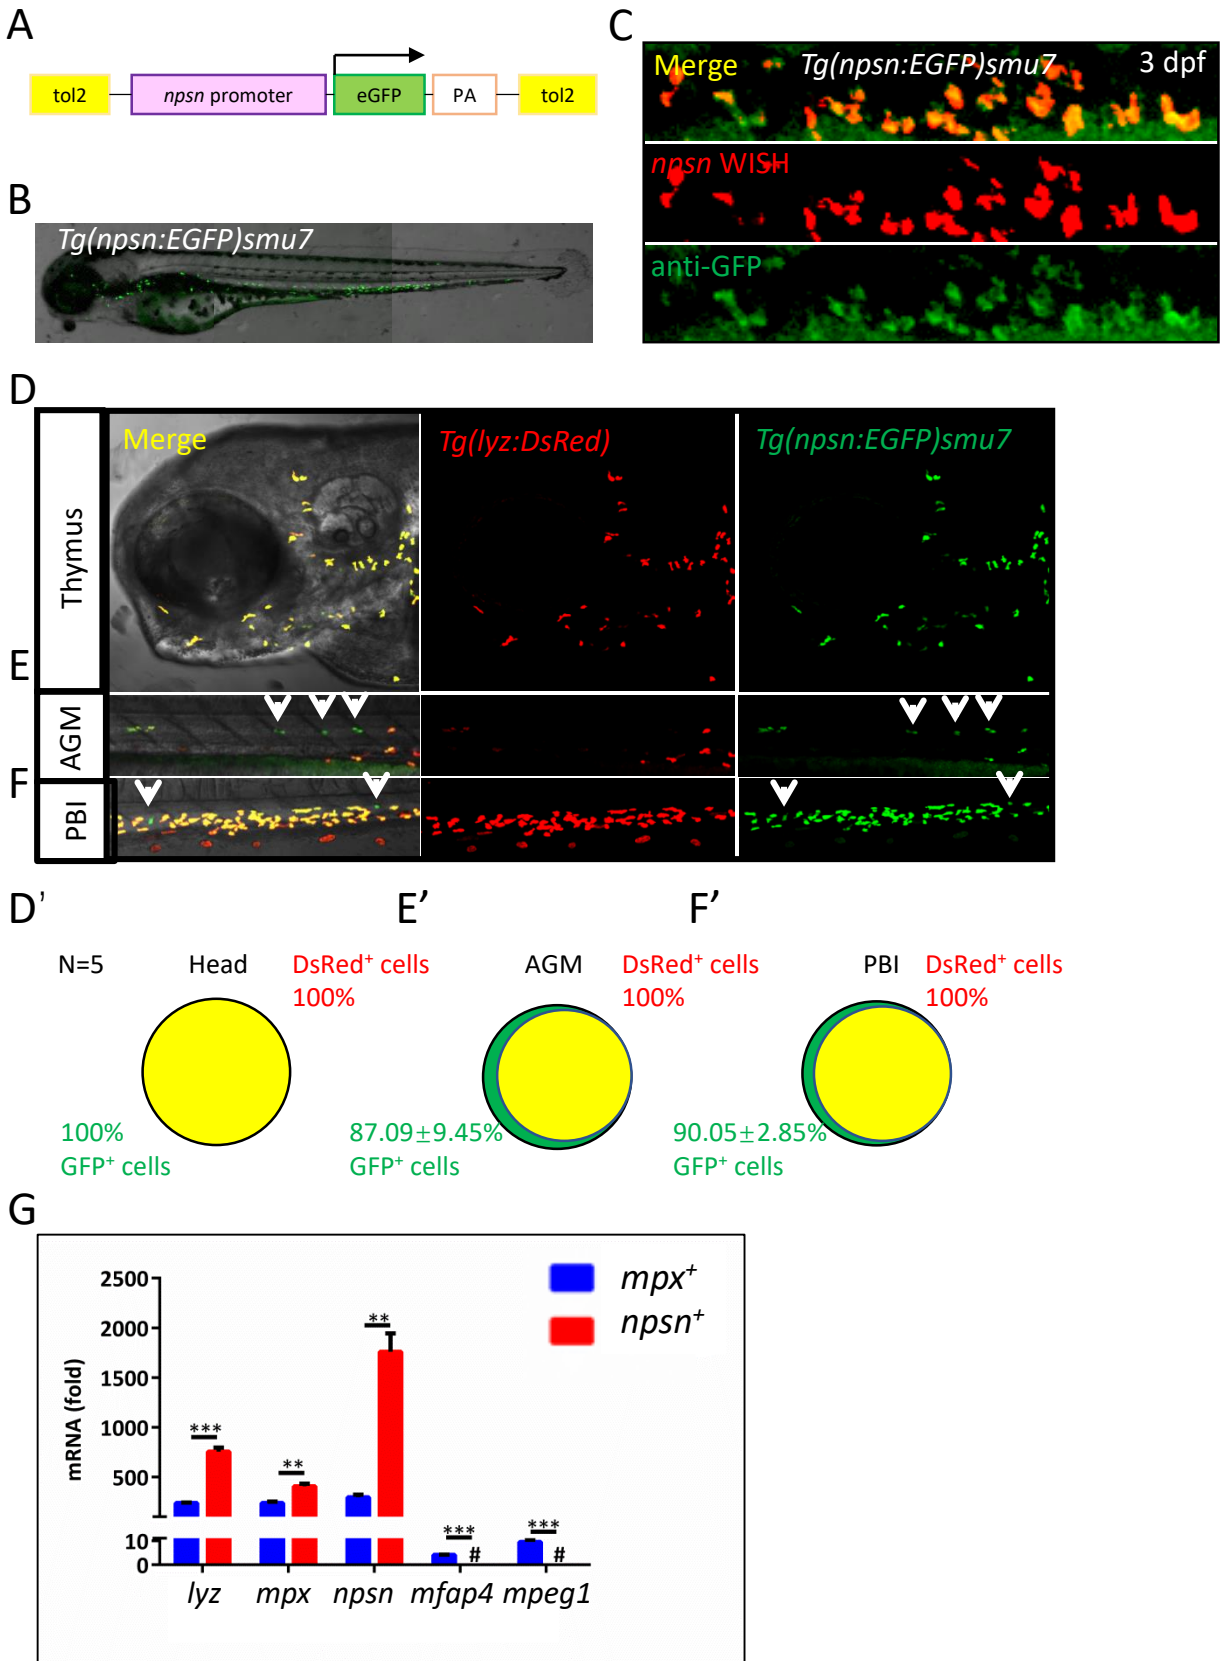 A
tol2 npsn promoter eGFP PA tol2
B
Tg(npsn:EGFP)smu7
C
Merge Tg(npsn:EGFP)smu7 3 dpf
npsn WISH
anti-GFP
D
Thymus
Merge Tg(lyz:DsRed) Tg(npsn:EGFP)smu7
E
AGM
F
PBI
D’ E’ F’
N=5 Head DsRed⁺ cells AGM DsRed⁺ cells PBI DsRed⁺ cells
100% 100% 100%
100% 87.09±9.45% 90.05±2.85%
GFP⁺ cells GFP⁺ cells GFP⁺ cells
G
mpx⁺
npsn⁺
mRNA (fold)
2500
2000
1500
1000
500
10
0
*** ** ** *** ***
# #
lyz mpx npsn mfap4 mpeg1